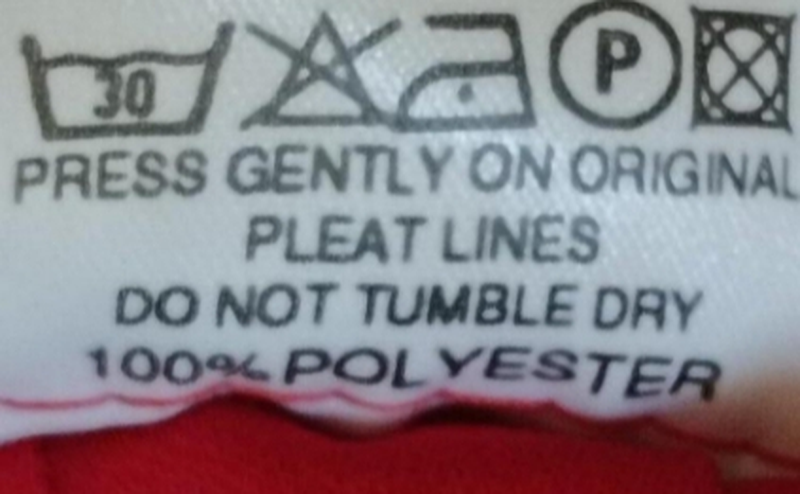 30 P
PRESS GENTLY ON ORIGINAL
PLEAT LINES
DO NOT TUMBLE DRY
100% POLYESTER